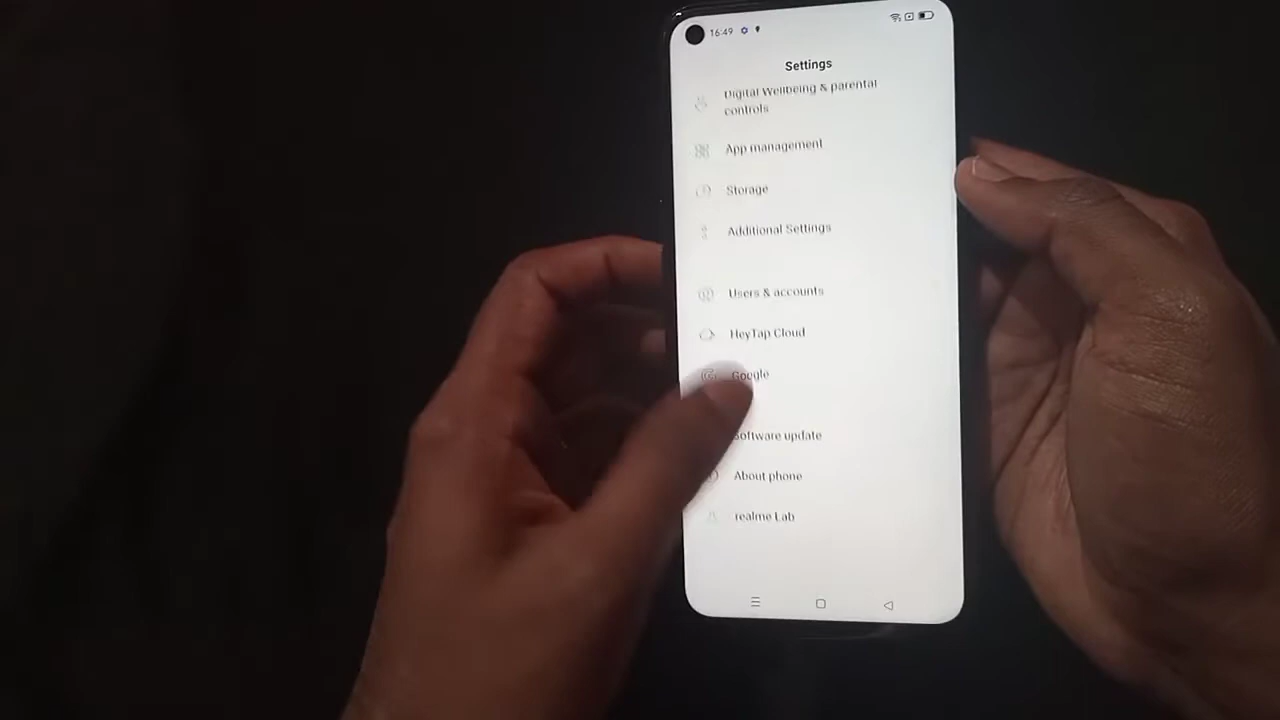 16:49
Settings
Digital Wellbeing & parental
controls
App management
Storage
Additional Settings
Users & accounts
HeyTap Cloud
Google
Software update
About phone
realme Lab